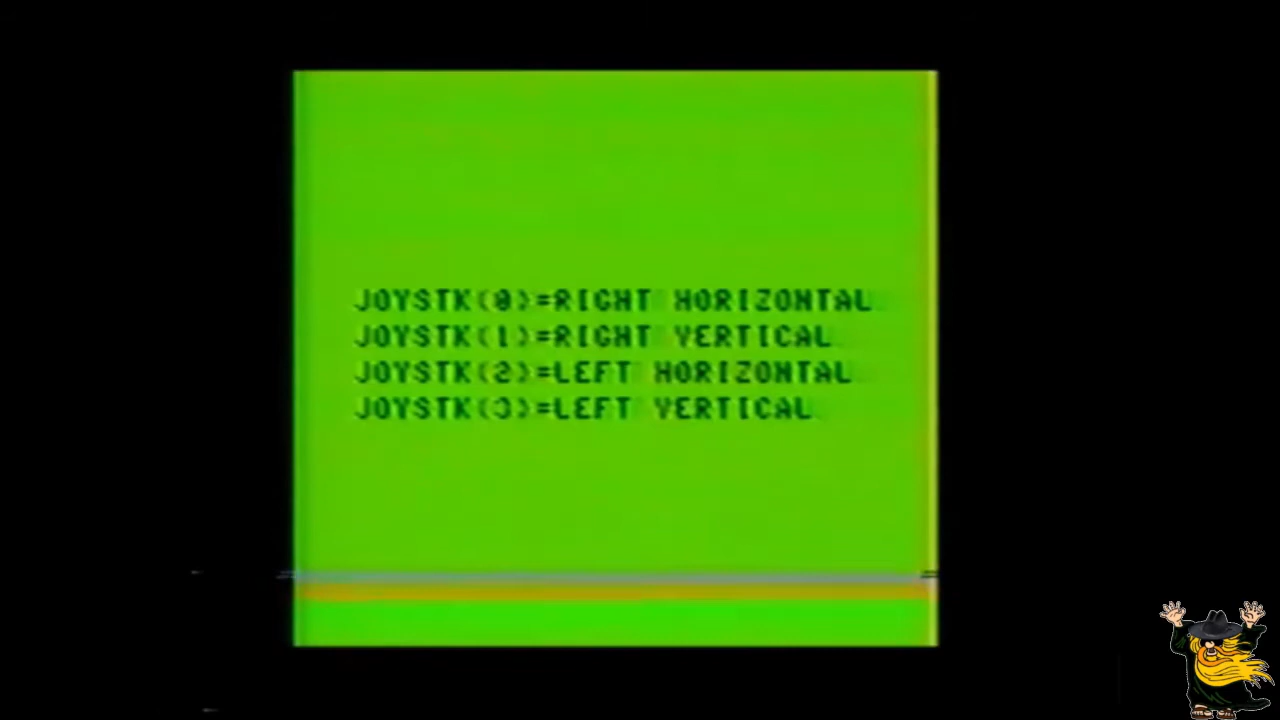 JOYSTK(0)=RIGHT HORIZONTAL
JOYSTK(1)=RIGHT VERTICAL
JOYSTK(2)=LEFT HORIZONTAL
JOYSTK(3)=LEFT VERTICAL